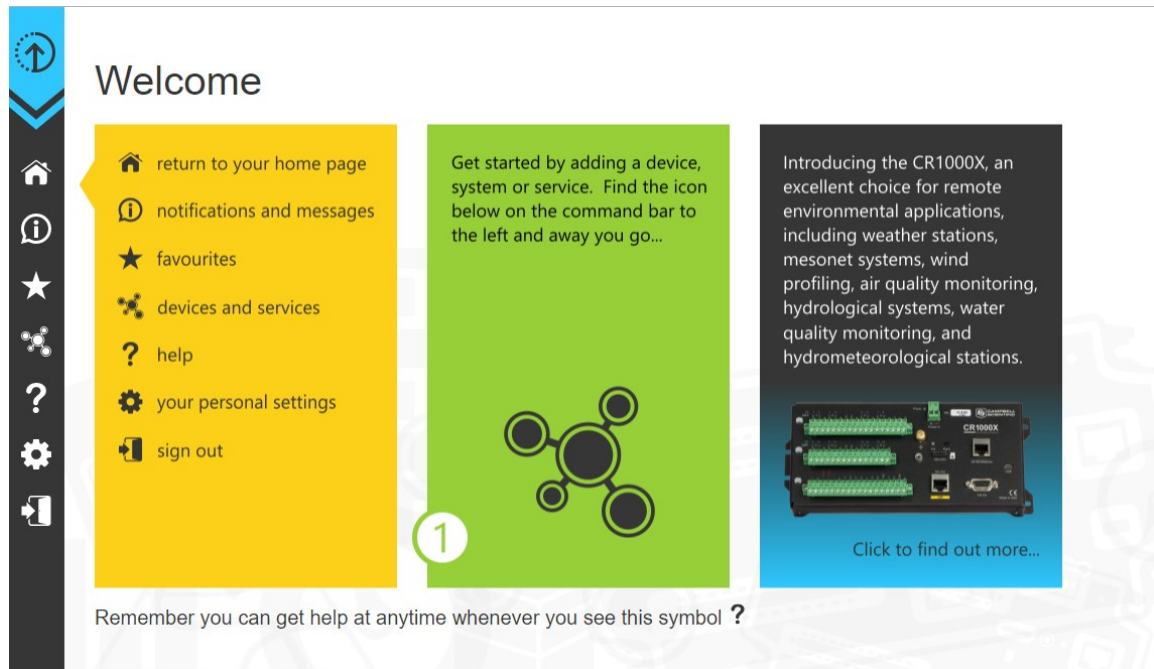 Welcome
return to your home page
notifications and messages
favourites
devices and services
? help
your personal settings
sign out
Get started by adding a device,
system or service. Find the icon
below on the command bar to
the left and away you go...
1
Introducing the CR1000X, an
excellent choice for remote
environmental applications,
including weather stations,
mesonet systems, wind
profiling, air quality monitoring,
hydrological systems, water
quality monitoring, and
hydrometeorological stations.
CAMPBELL
SCIENTIFIC
CR1000X
Click to find out more...
Remember you can get help at anytime whenever you see this symbol ?